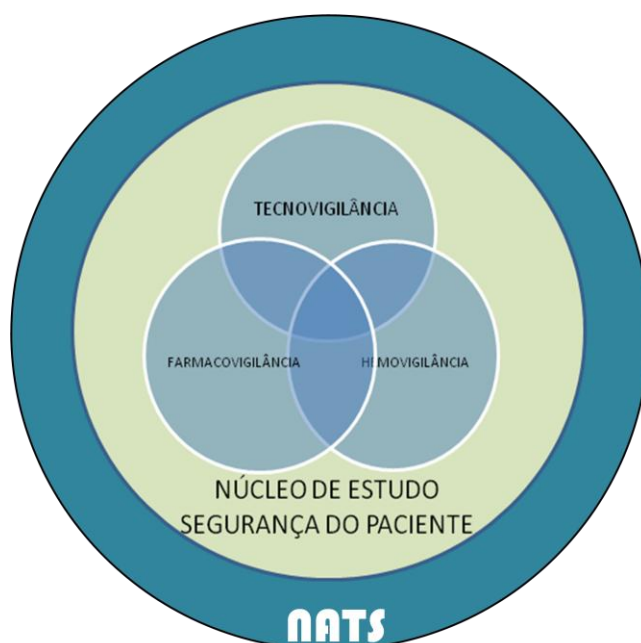 TECNOVIGILÂNCIA
FARMACOVIGILÂNCIA
HEMOVIGILÂNCIA
NÚCLEO DE ESTUDO
SEGURANÇA DO PACIENTE
NATS